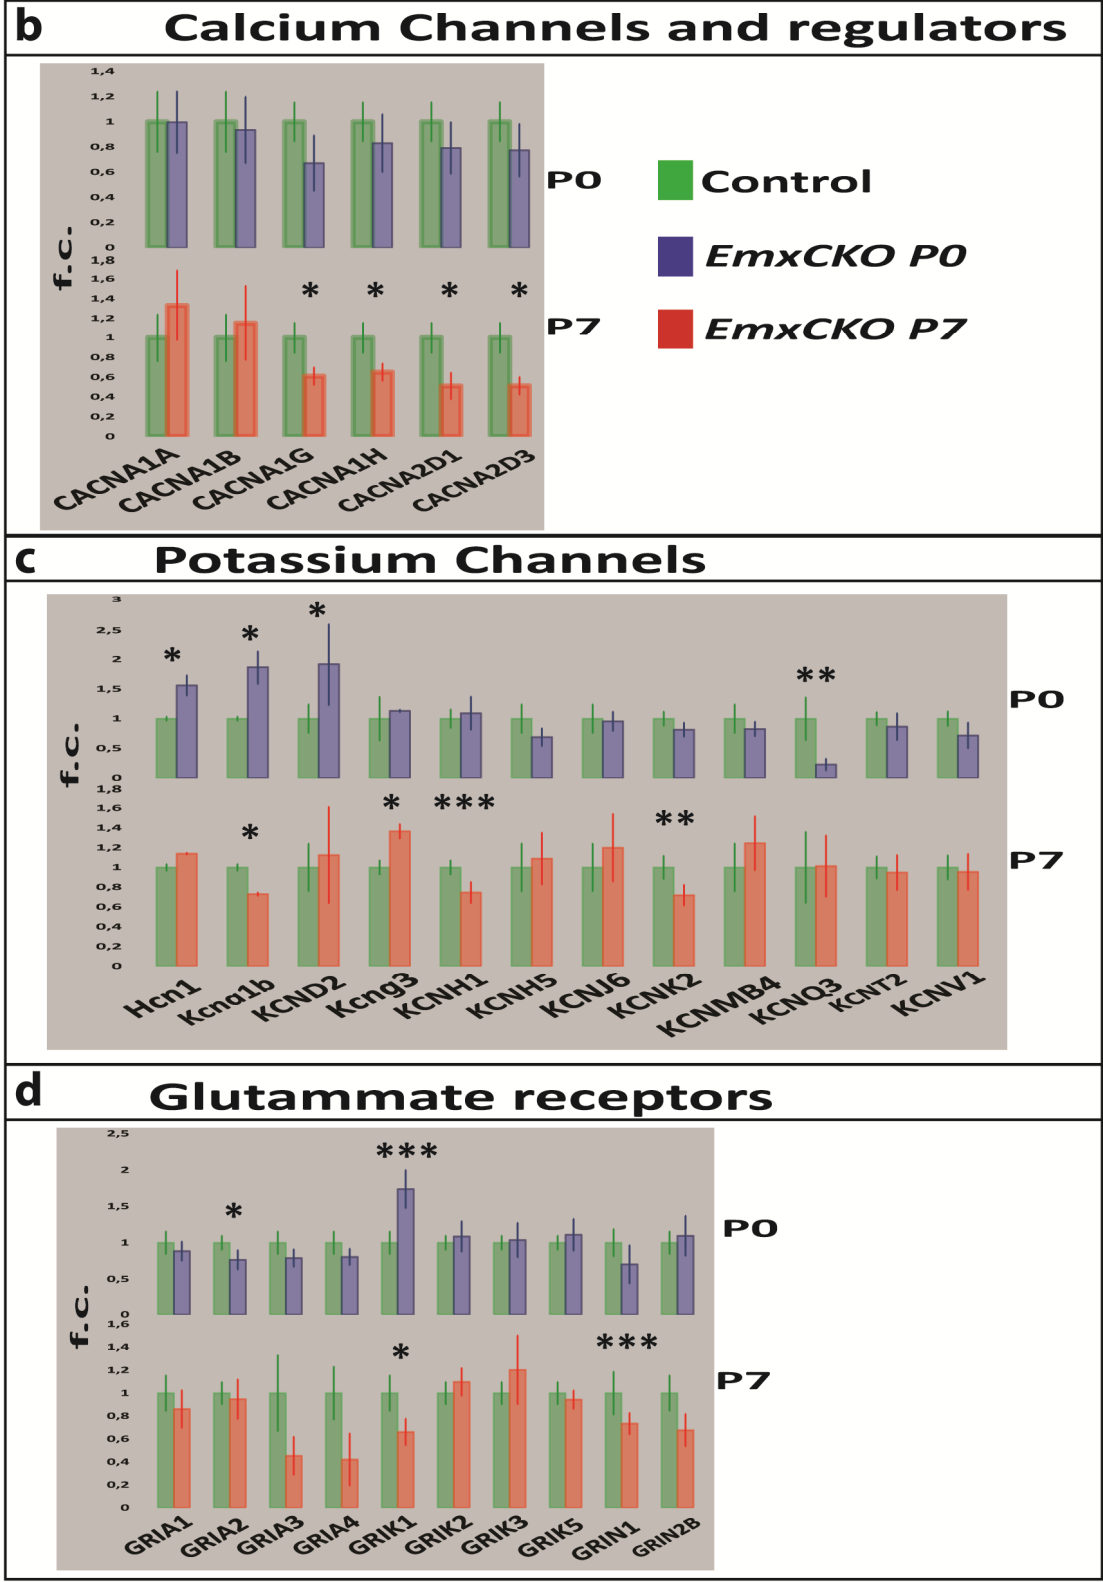 b Calcium Channels and regulators
1,4
1,2
1
0,8
0,6
0,4
0,2
0
P0
Control
EmxCKO P0
EmxCKO P7
f.c.
1,8
1,6
1,4
1,2
1
0,8
0,6
0,4
0,2
0
* * * *
P7
CACNA1A CACNA1B CACNA1G CACNA1H CACNA2D1 CACNA2D3
c Potassium Channels
3
2,5
2
1,5
1
0,5
0
* * * **
P0
f.c.
1,8
1,6
1,4
1,2
1
0,8
0,6
0,4
0,2
0
* * *** **
P7
Hcn1 Kcna1b KCND2 Kcng3 KCNH1 KCNH5 KCNJ6 KCNK2 KCNMB4 KCNQ3 KCNT2 KCNV1
d Glutammate receptors
2,5
2
1,5
1
0,5
0
* ***
P0
f.c.
1,6
1,4
1,2
1
0,8
0,6
0,4
0,2
0
* ***
P7
GRIA1 GRIA2 GRIA3 GRIA4 GRIK1 GRIK2 GRIK3 GRIK5 GRIN1 GRIN2B